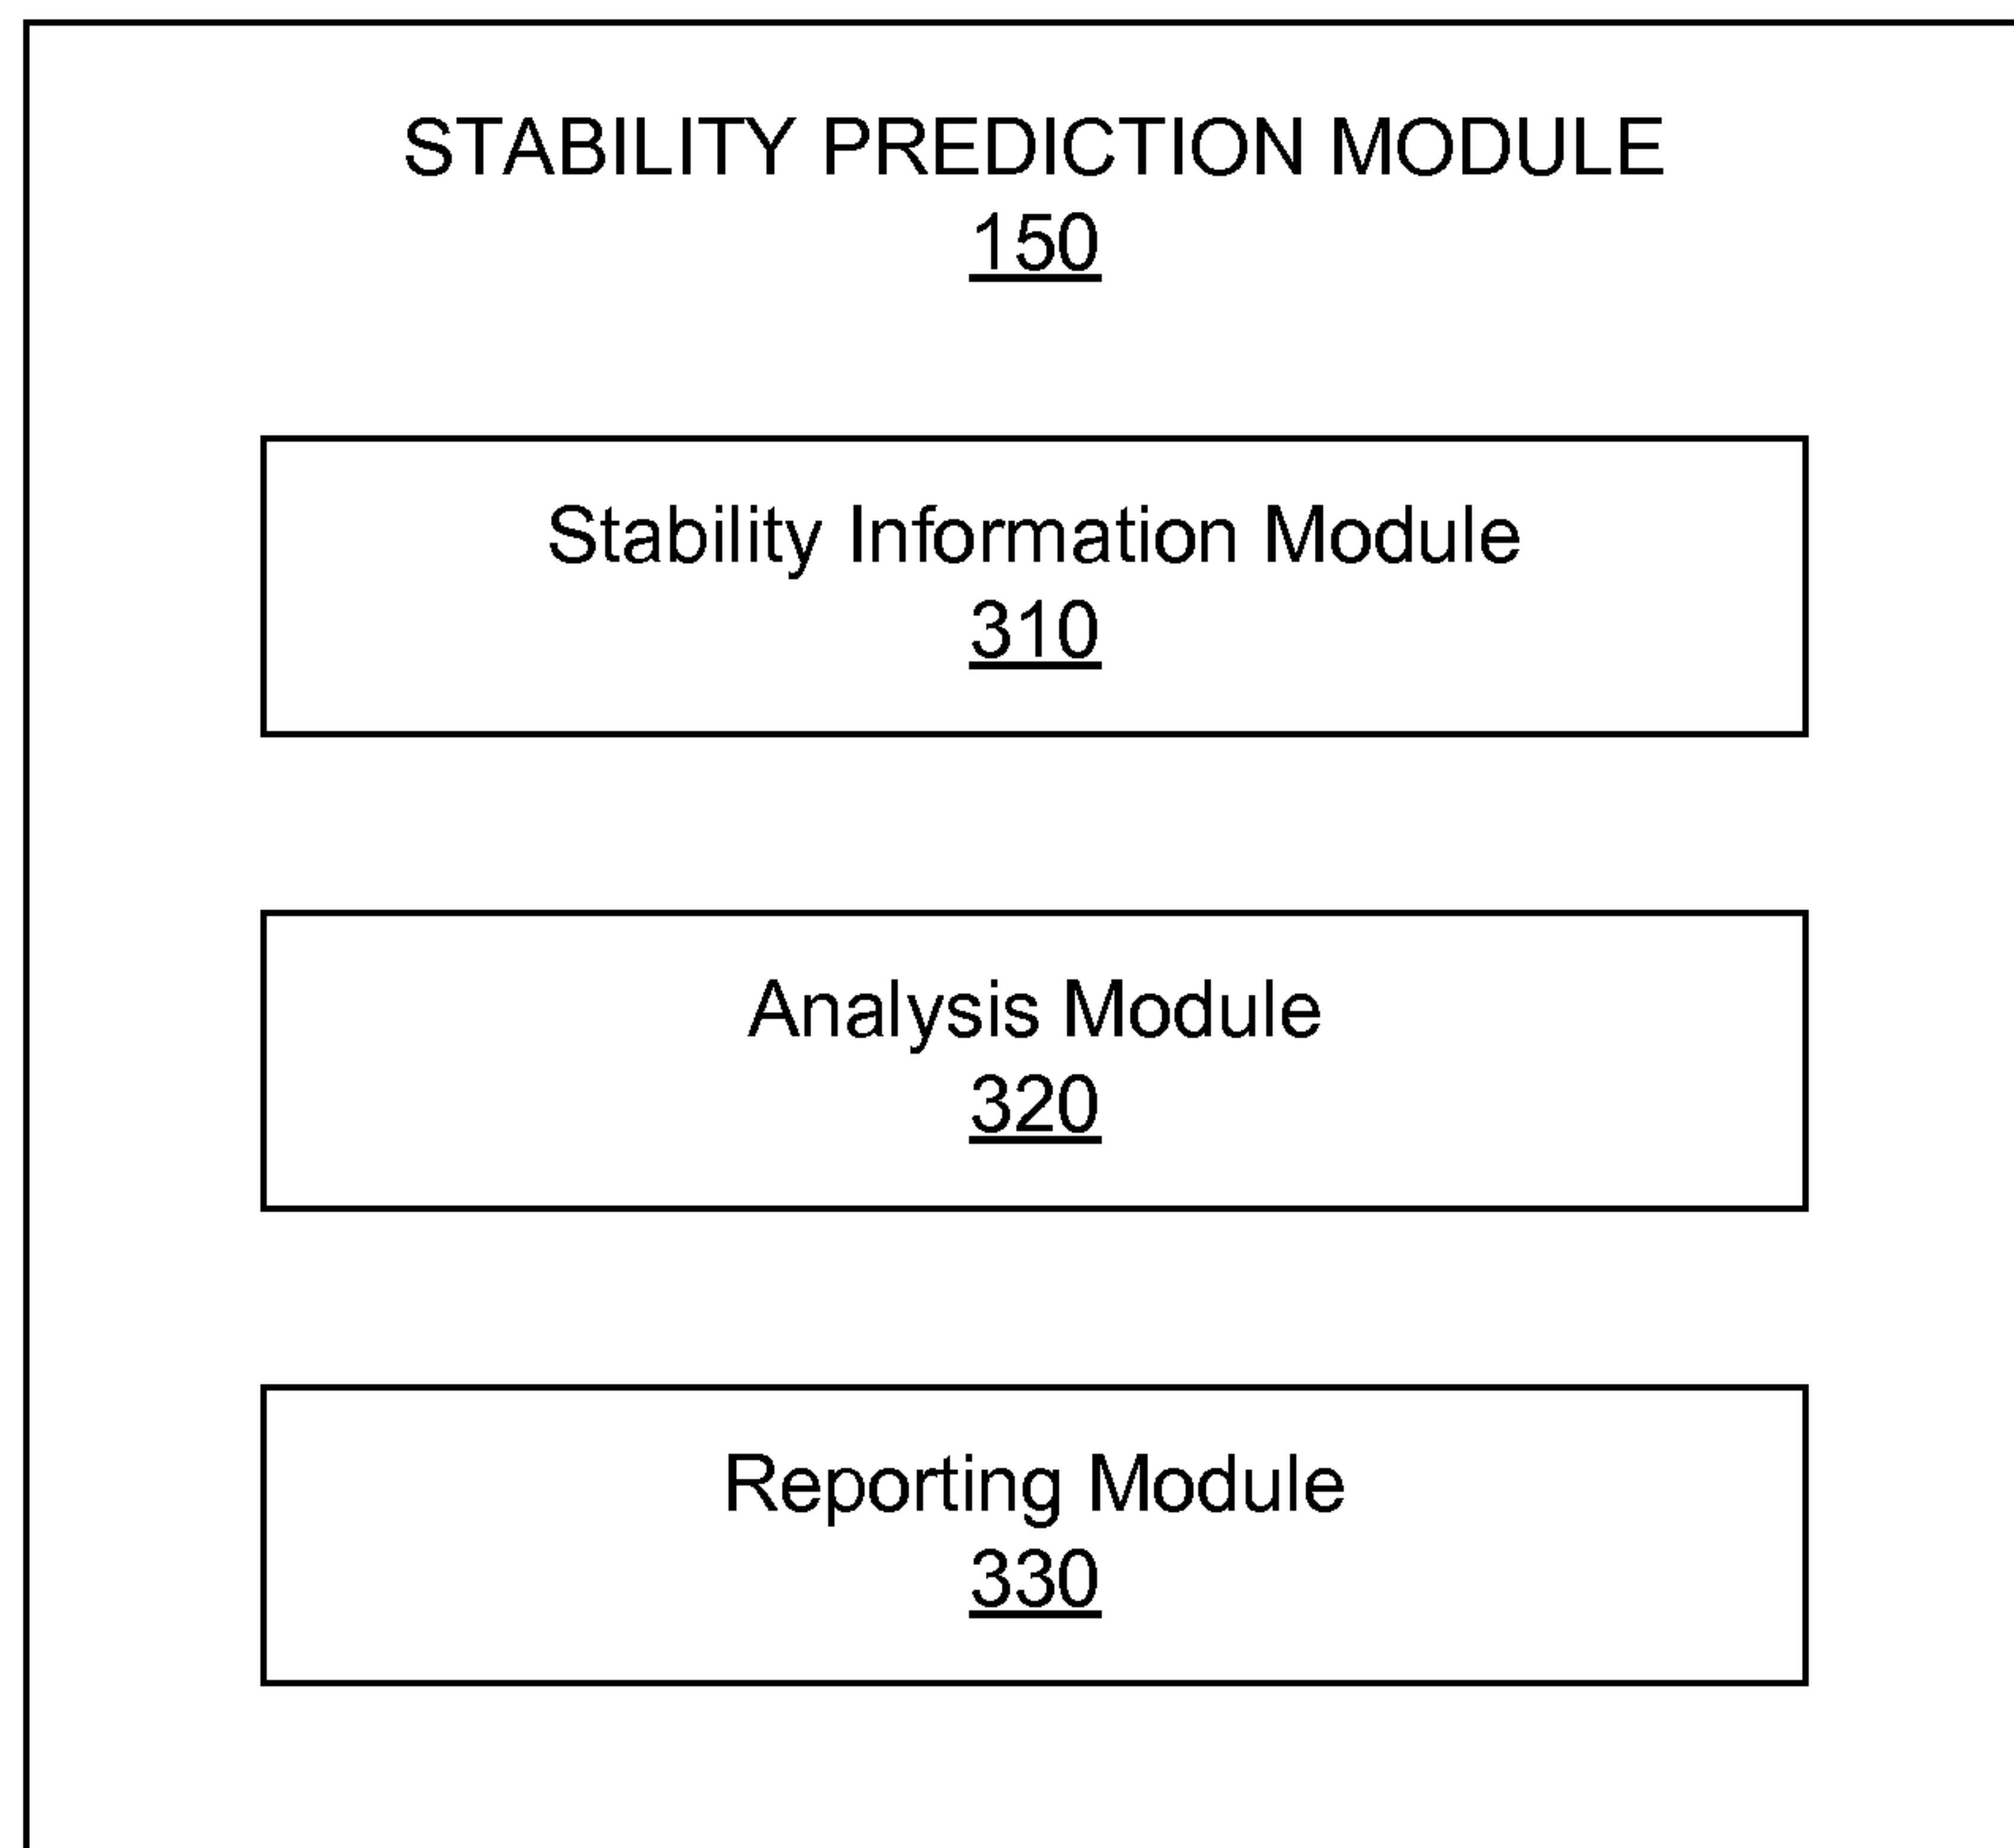 STABILITY PREDICTION MODULE
150
Stability Information Module
310
Analysis Module
320
Reporting Module
330